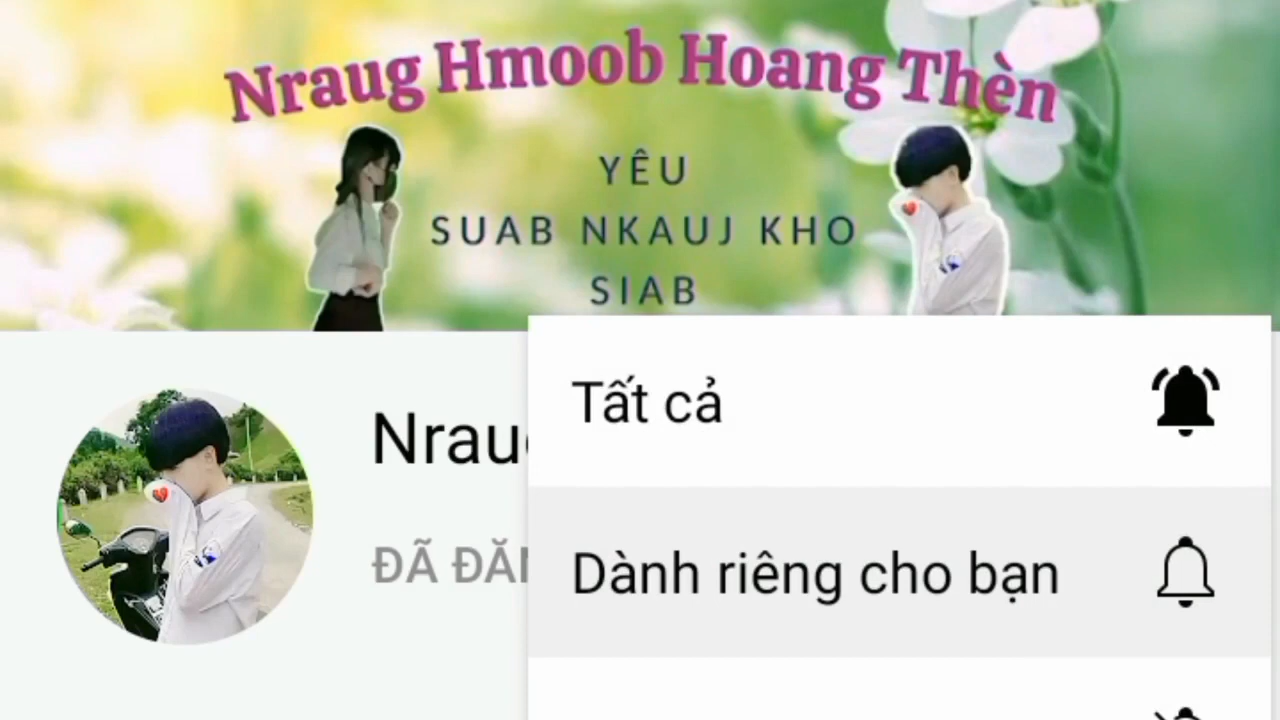 Nraug Hmoob Hoang Thèn
YÊU
SUAB NKAUJ KHO
SIAB
Tất cả
Nrau
ĐÃ ĐĂ
Dành riêng cho bạn